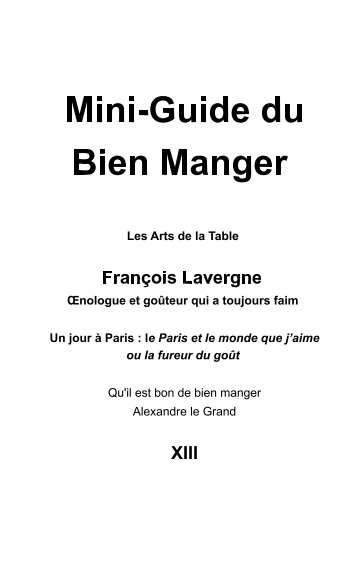 Mini-Guide du
Bien Manger
Les Arts de la Table
François Lavergne
Œnologue et goûteur qui a toujours faim
Un jour à Paris : le Paris et le monde que j’aime
ou la fureur du goût
Qu'il est bon de bien manger
Alexandre le Grand
XIII